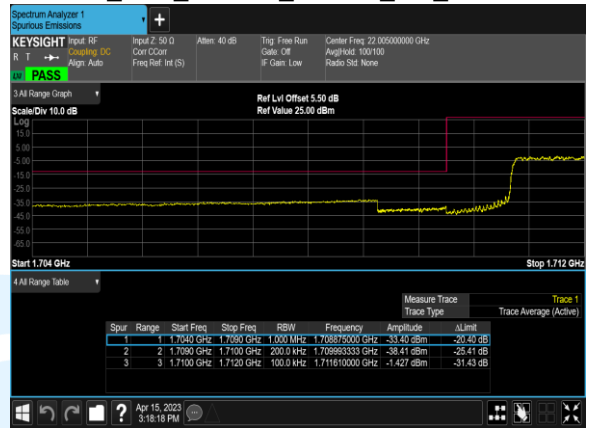 Spectrum Analyzer 1
Spurious Emissions
+
KEYSIGHT Input: RF Input Z: 50 Ω Atten: 40 dB Trig: Free Run Center Freq: 22.005000000 GHz
R T Coupling: DC Corr CCorr Gate: Off Avg|Hold: 100/100
Align: Auto Freq Ref: Int (S) IF Gain: Low Radio Std: None
LW PASS
3 All Range Graph
Ref Lvl Offset 5.50 dB
Scale/Div 10.0 dB Ref Value 25.00 dBm
Log
15.0
5.00
-5.00
-15.0
-25.0
-35.0
-45.0
-55.0
-65.0
Start 1.704 GHz Stop 1.712 GHz
4 All Range Table
Measure Trace Trace 1
Trace Type Trace Average (Active)
Spur Range Start Freq Stop Freq RBW Frequency Amplitude ΔLimit
1 1 1.7040 GHz 1.7090 GHz 1.000 MHz 1.708875000 GHz -33.40 dBm -20.40 dB
2 2 1.7090 GHz 1.7100 GHz 200.0 kHz 1.709993333 GHz -38.41 dBm -25.41 dB
3 3 1.7100 GHz 1.7120 GHz 100.0 kHz 1.711610000 GHz -1.427 dBm -31.43 dB
? Apr 15, 2023
3:18:18 PM